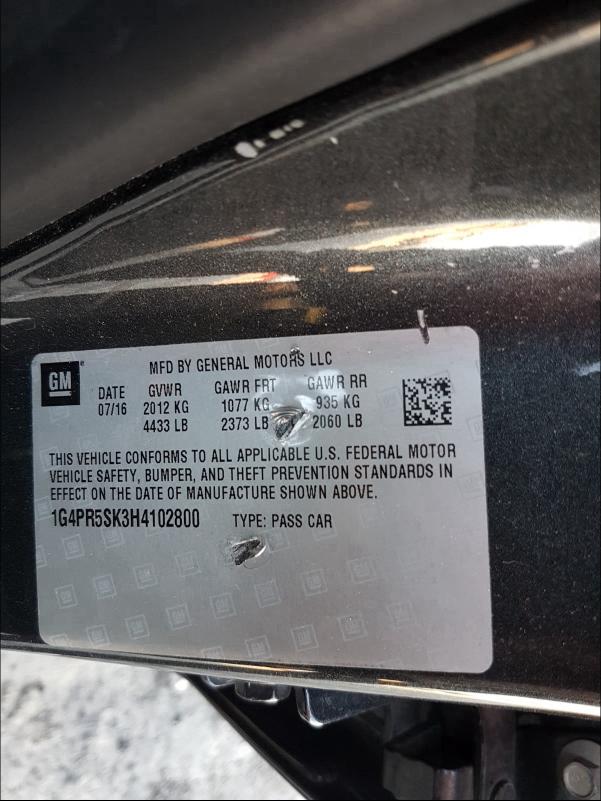 GM
MFD BY GENERAL MOTORS LLC
DATE GVWR GAWR FRT GAWR RR
07/16 2012 KG 1077 KG 935 KG
4433 LB 2373 LB 2060 LB
THIS VEHICLE CONFORMS TO ALL APPLICABLE U.S. FEDERAL MOTOR
VEHICLE SAFETY, BUMPER, AND THEFT PREVENTION STANDARDS IN
EFFECT ON THE DATE OF MANUFACTURE SHOWN ABOVE.
1G4PR5SK3H4102800 TYPE: PASS CAR